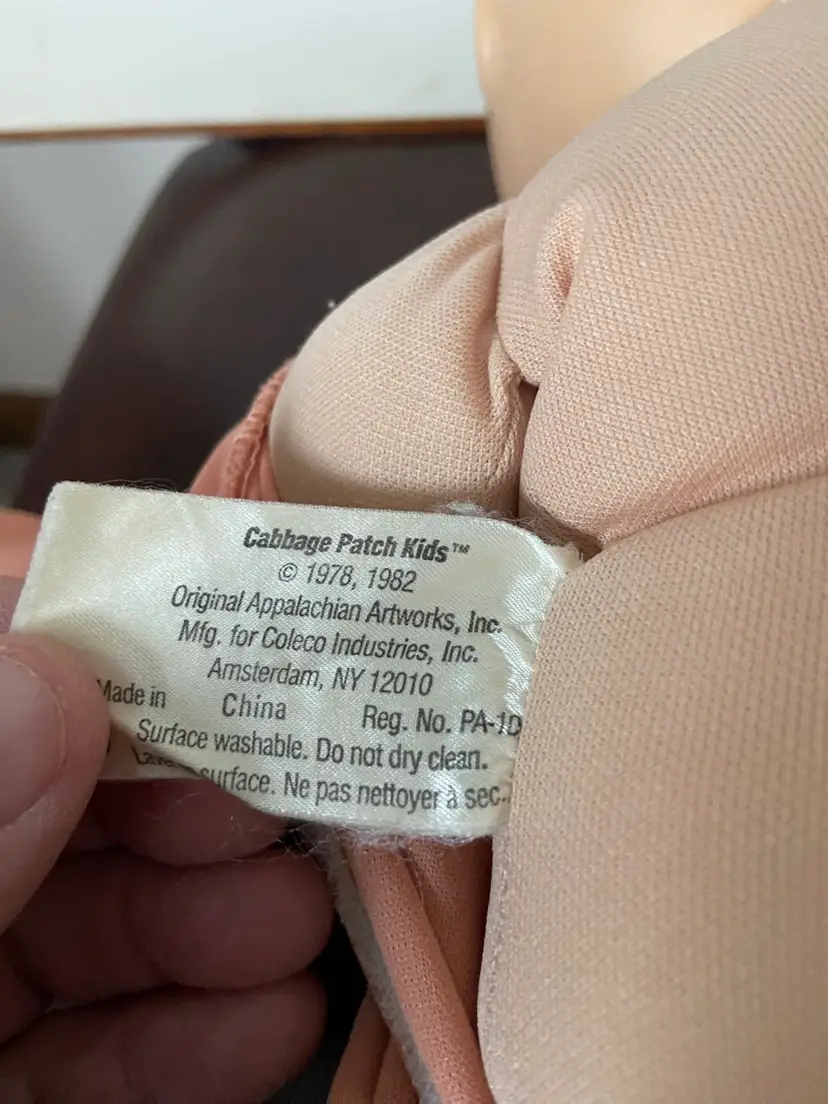 Cabbage Patch Kids™
© 1978, 1982
Original Appalachian Artworks, Inc.
Mfg. for Coleco Industries, Inc.
Amsterdam, NY 12010
Made in China Reg. No. PA-1D
Surface washable. Do not dry clean.
surface. Ne pas nettoyer à sec.